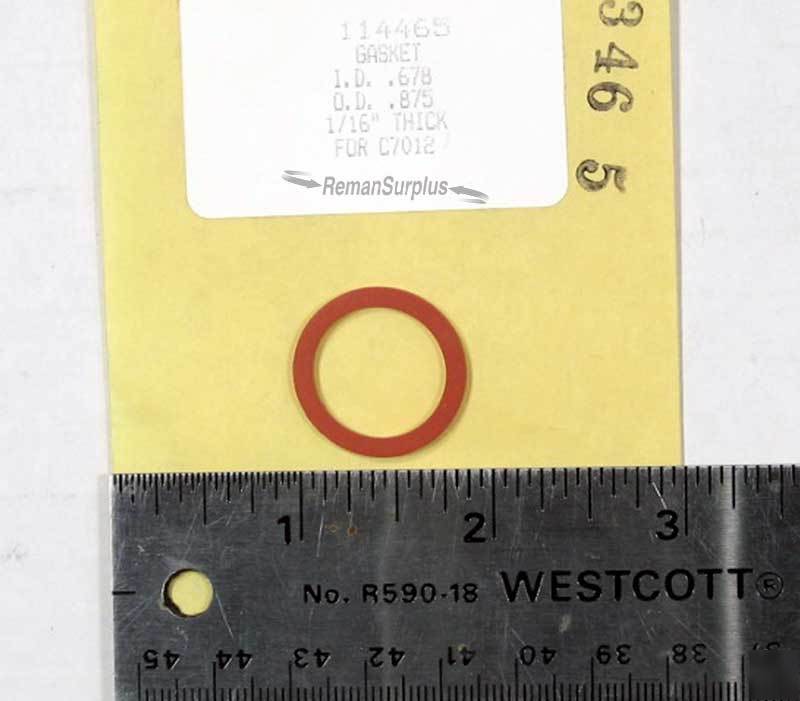 114465
GASKET
I.D. .678
O.D. .875
1/16" THICK
FOR C7012
RemanSurplus
346 5
1 2 3
No. R590-18 WESTCOTT®
45 44 43 42 41 40 39 38 37